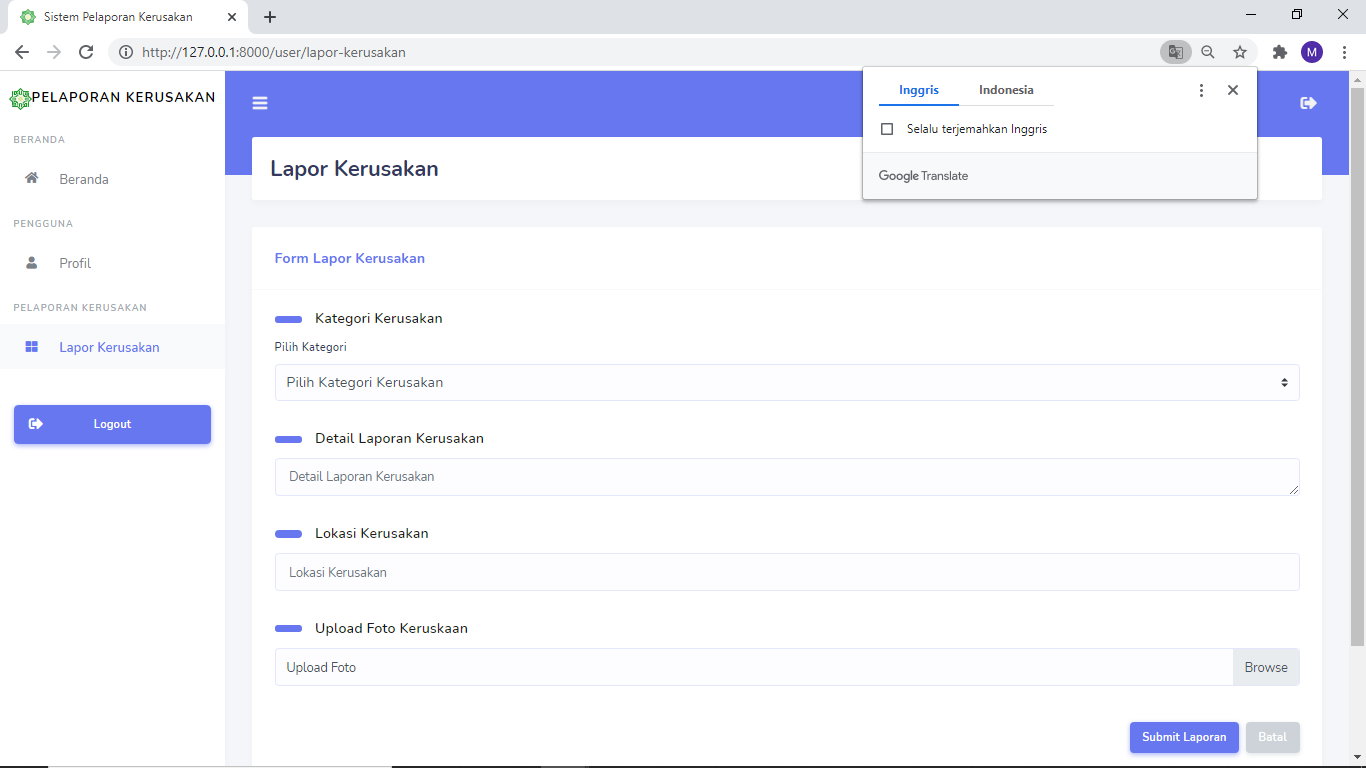 Sistem Pelaporan Kerusakan
http://127.0.0.1:8000/user/lapor-kerusakan
M
Inggris
Indonesia
Selalu terjemahkan Inggris
Google Translate
PELAPORAN KERUSAKAN
BERANDA
Beranda
PENGGUNA
Profil
PELAPORAN KERUSAKAN
Lapor Kerusakan
Logout
Lapor Kerusakan
Form Lapor Kerusakan
Kategori Kerusakan
Pilih Kategori
Pilih Kategori Kerusakan
Detail Laporan Kerusakan
Detail Laporan Kerusakan
Lokasi Kerusakan
Lokasi Kerusakan
Upload Foto Keruskaan
Upload Foto
Browse
Submit Laporan
Batal